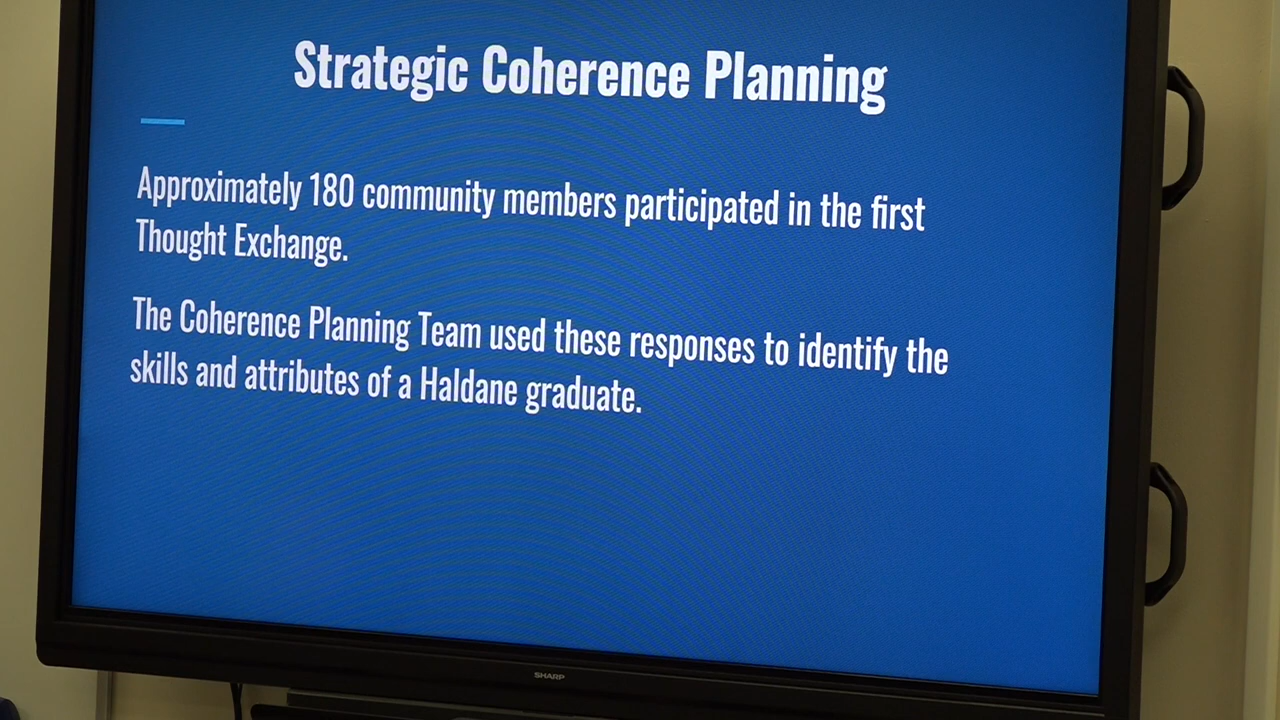 Strategic Coherence Planning
Approximately 180 community members participated in the first
Thought Exchange.
The Coherence Planning Team used these responses to identify the
skills and attributes of a Haldane graduate.
SHARP